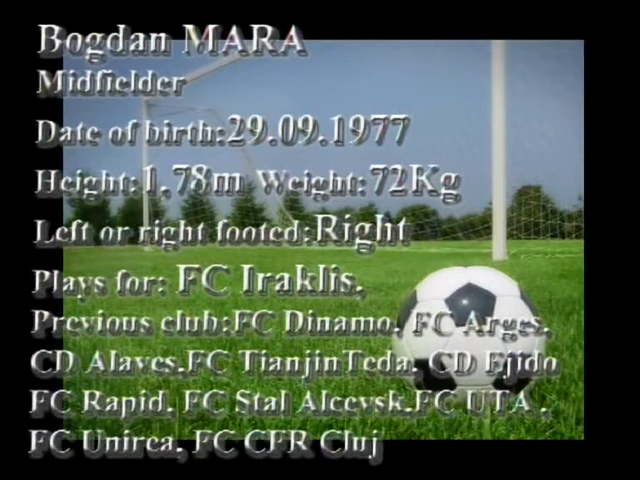 Bogdan MARA
Midfielder
Date of birth:29.09.1977
Height:1,78m Weight:72Kg
Left or right footed:Right
Plays for: FC Iraklis.
Previous club:FC Dinamo, FC Arges,
CD Alaves,FC TianjinTeda, CD Ejido
FC Rapid, FC Stal Alcevsk,FC UTA ,
FC Unirea, FC CFR Cluj